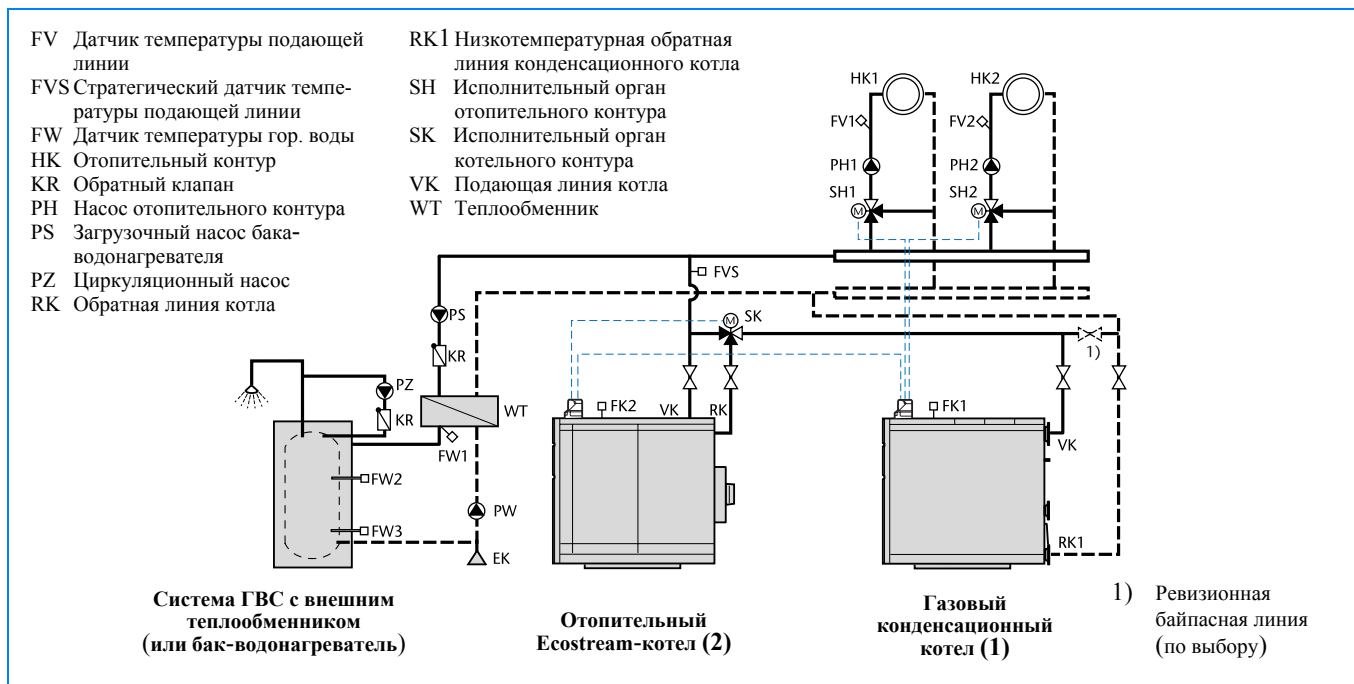 FV Датчик температуры подающей
линии
FVS Стратегический датчик темпе-
ратуры подающей линии
FW Датчик температуры гор. воды
HK Отопительный контур
KR Обратный клапан
PH Насос отопительного контура
PS Загрузочный насос бака-
водонагревателя
PZ Циркуляционный насос
RK Обратная линия котла
RK1 Низкотемпературная обратная
линия конденсационного котла
SH Исполнительный орган
отопительного контура
SK Исполнительный орган
котельного контура
VK Подающая линия котла
WT Теплообменник
HK1
HK2
FV1
FV2
PH1
PH2
SH1
SH2
M
M
FVS
PS
M
SK
1)
KR
PZ
KR
WT
FW1
FK2
VK
RK
FK1
VK
FW2
FW3
PW
EK
RK1
Система ГВС с внешним
теплообменником
(или бак-водонагреватель)
Отопительный
Ecostream-котел (2)
Газовый
конденсационный
котел (1)
1) Ревизионная
байпасная линия
(по выбору)